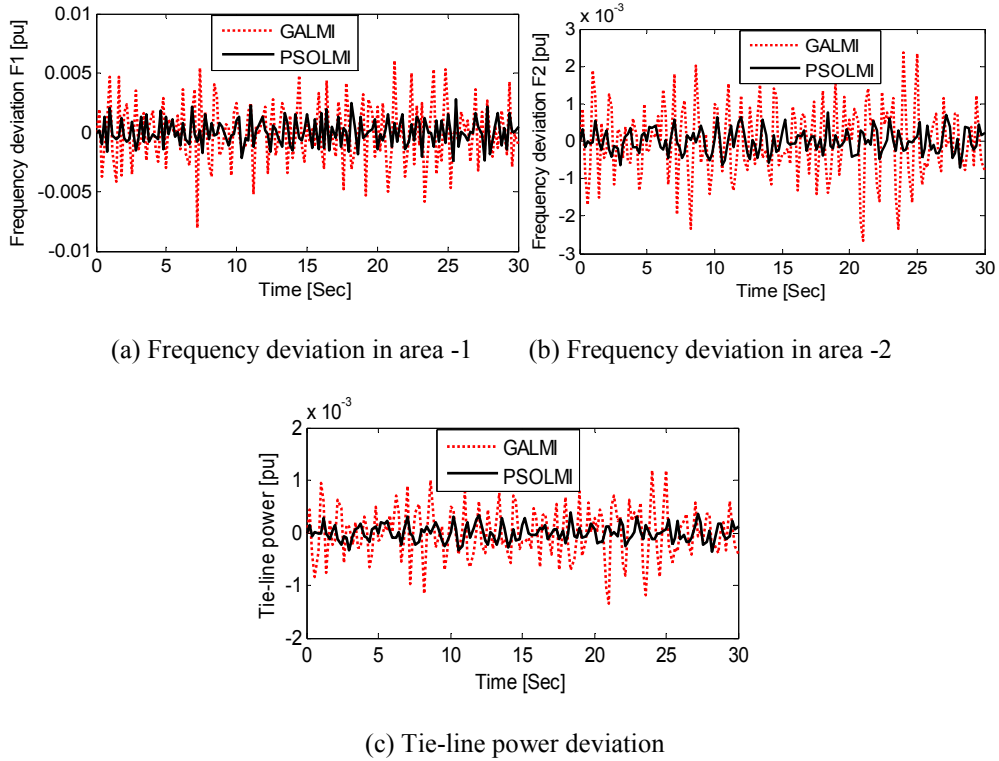 0.01
0.005
0
-0.005
-0.01
Frequency deviation F1 [pu]
GALMI
PSOLMI
0 5 10 15 20 25 30
Time [Sec]
x 10⁻³
3
2
1
0
-1
-2
-3
Frequency deviation F2 [pu]
GALMI
PSOLMI
0 5 10 15 20 25 30
Time [Sec]
(a) Frequency deviation in area -1
(b) Frequency deviation in area -2
x 10⁻³
2
1
0
-1
-2
Tie-line power [pu]
GALMI
PSOLMI
0 5 10 15 20 25 30
Time [Sec]
(c) Tie-line power deviation